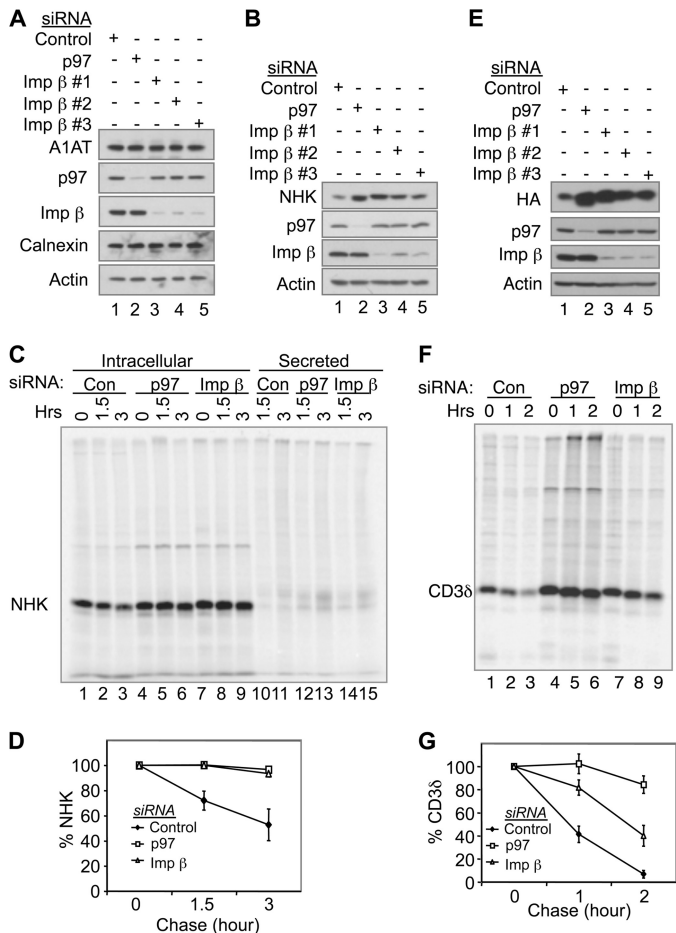 A
siRNA
Control + - - - -
p97 - + - - -
Imp β #1 - - + - -
Imp β #2 - - - + -
Imp β #3 - - - - +
A1AT
p97
Imp β
Calnexin
Actin
1 2 3 4 5
B
siRNA
Control + - - - -
p97 - + - - -
Imp β #1 - - + - -
Imp β #2 - - - + -
Imp β #3 - - - - +
NHK
p97
Imp β
Actin
1 2 3 4 5
E
siRNA
Control + - - - -
p97 - + - - -
Imp β #1 - - + - -
Imp β #2 - - - + -
Imp β #3 - - - - +
HA
p97
Imp β
Actin
1 2 3 4 5
C
Intracellular Secreted
siRNA: Con p97 Imp β Con p97 Imp β
Hrs 0 1.5 3 0 1.5 3 0 1.5 3 1.5 3 1.5 3 1.5 3
NHK
1 2 3 4 5 6 7 8 9 10 11 12 13 14 15
F
siRNA: Con p97 Imp β
Hrs 0 1 2 0 1 2 0 1 2
CD3δ
1 2 3 4 5 6 7 8 9
D
% NHK
100
80
60
40
20
0
siRNA
Control
p97
Imp β
0 1.5 3
Chase (hour)
G
% CD3δ
100
80
60
40
20
0
siRNA
Control
p97
Imp β
0 1 2
Chase (hour)